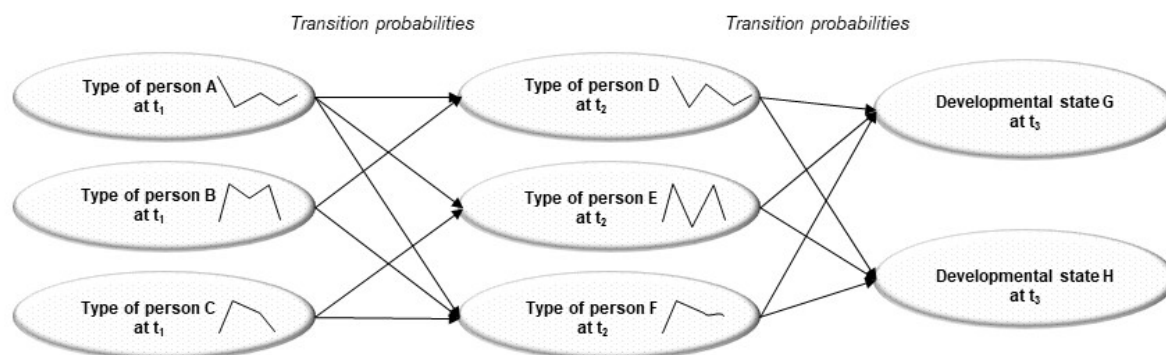 Transition probabilities
Transition probabilities
Type of person A
at t₁
Type of person D
at t₂
Developmental state G
at t₃
Type of person B
at t₁
Type of person E
at t₂
Type of person C
at t₁
Type of person F
at t₂
Developmental state H
at t₃